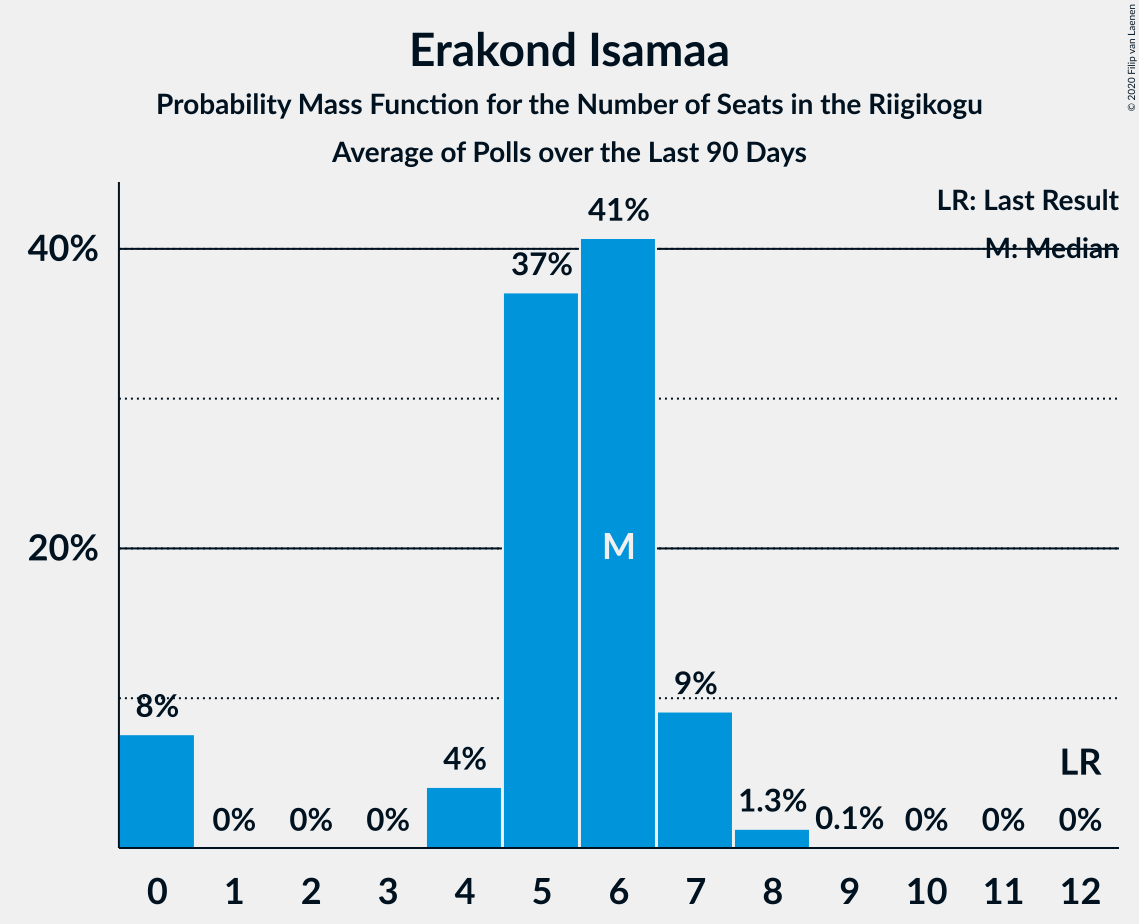 Erakond Isamaa
Probability Mass Function for the Number of Seats in the Riigikogu
Average of Polls over the Last 90 Days
© 2020 Filip van Laenen
LR: Last Result
M: Median
40%
20%
8%
0%
0%
0%
4%
37%
41%
M
9%
1.3%
0.1%
0%
0%
LR
0%
0 1 2 3 4 5 6 7 8 9 10 11 12